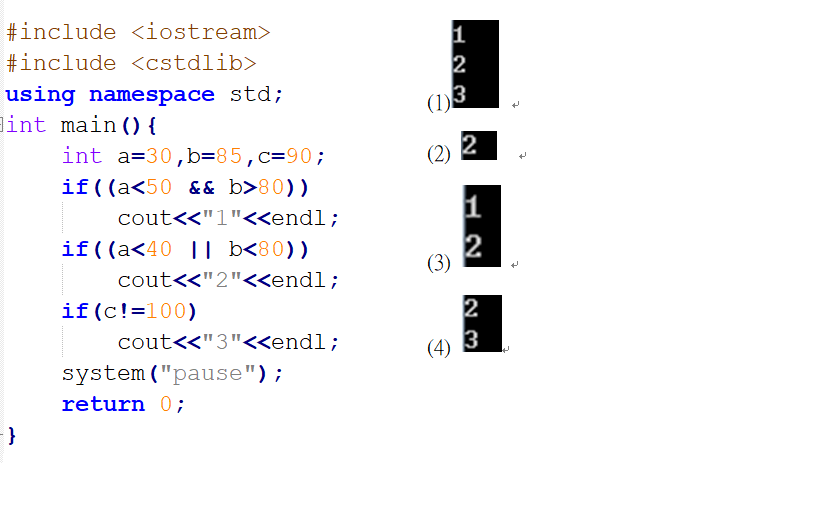 #include <iostream>
#include <cstdlib>
using namespace std;
int main(){
int a=30,b=85,c=90;
if((a<50 && b>80))
cout<<"1"<<endl;
if((a<40 || b<80))
cout<<"2"<<endl;
if(c!=100)
cout<<"3"<<endl;
system("pause");
return 0;
}
1
2
(1) 3
(2) 2
1
2
(3)
2
(4) 3